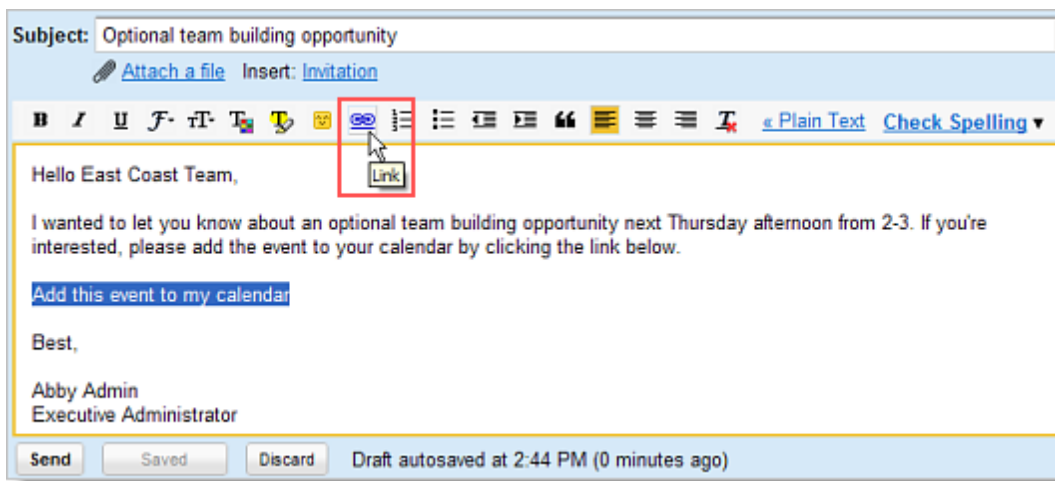 Subject: Optional team building opportunity
Attach a file Insert: Invitation
B I U F TT T T T « Plain Text Check Spelling ▾
Link
Hello East Coast Team,
I wanted to let you know about an optional team building opportunity next Thursday afternoon from 2-3. If you're
interested, please add the event to your calendar by clicking the link below.
Add this event to my calendar
Best,
Abby Admin
Executive Administrator
Send Saved Discard Draft autosaved at 2:44 PM (0 minutes ago)